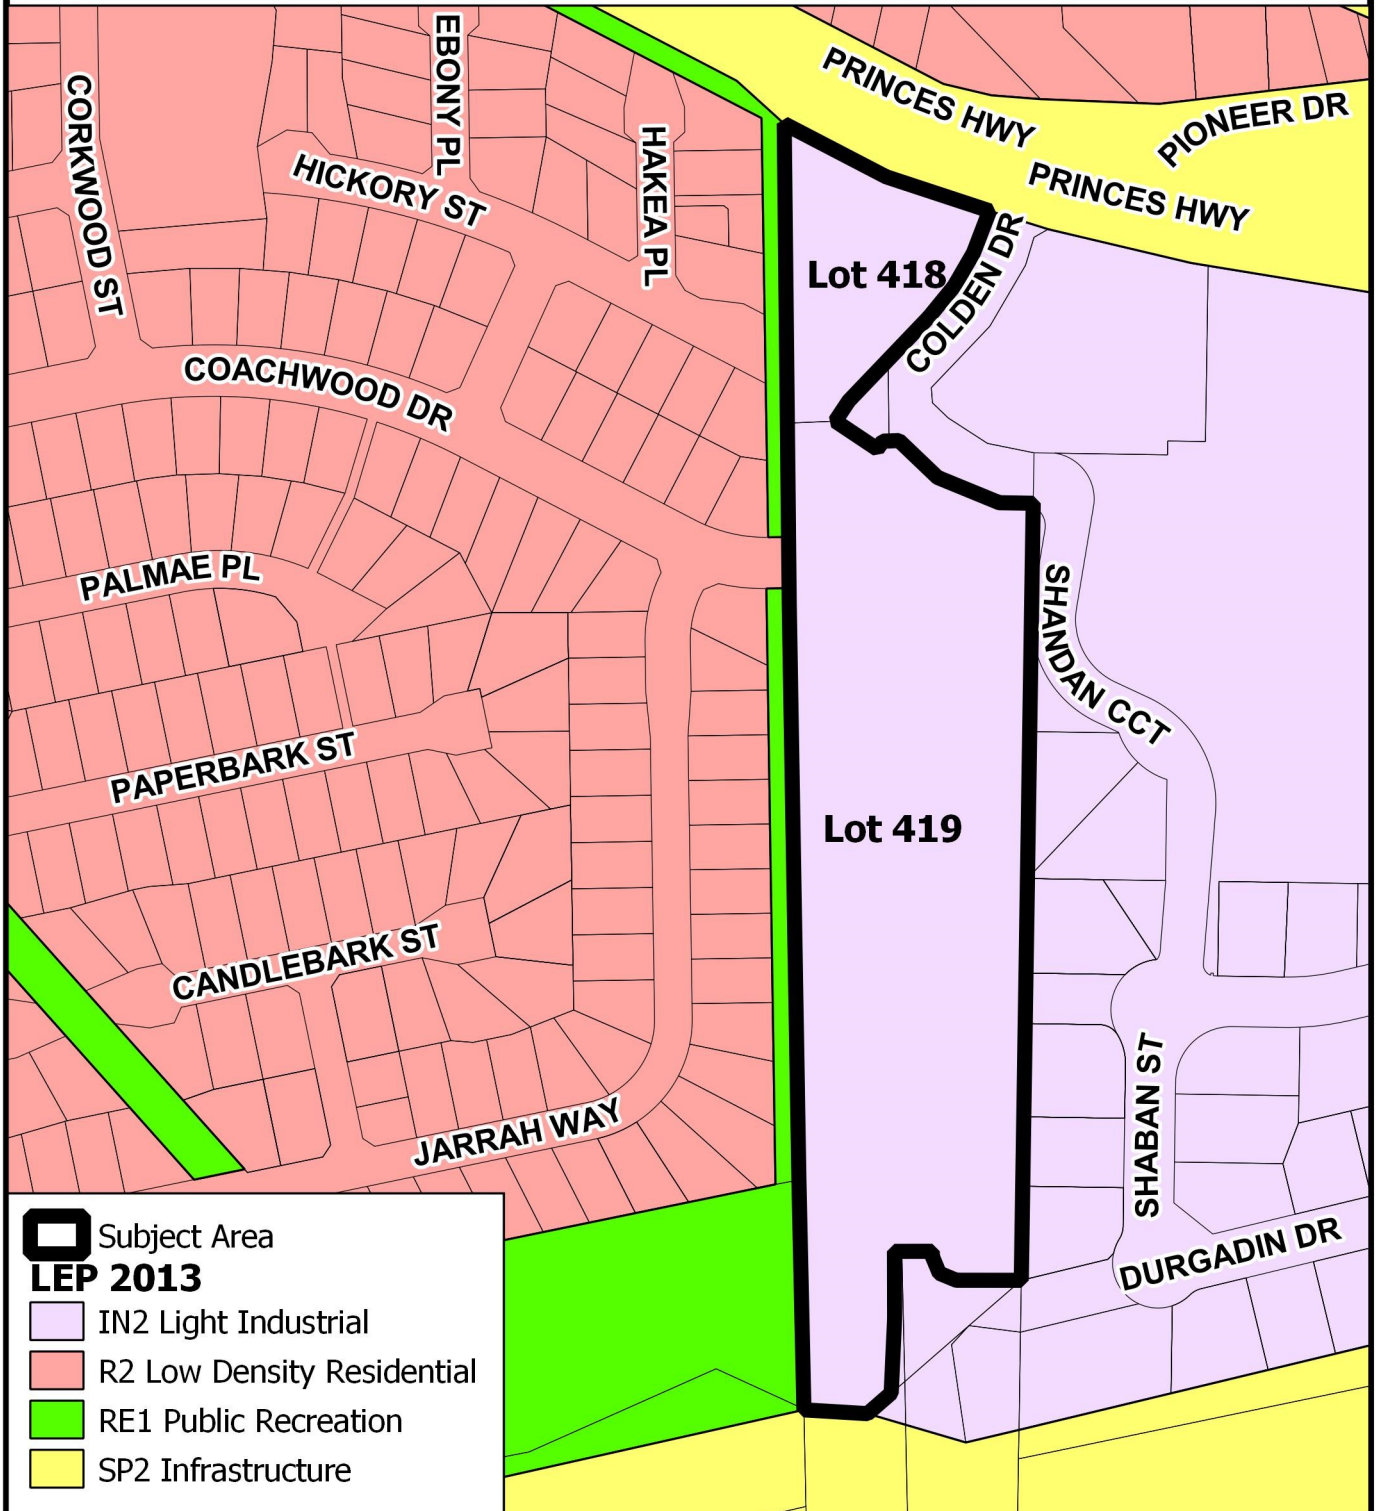 EBONY PL
PRINCES HWY
PIONEER DR
CORKWOOD ST
HICKORY ST
HAKEA PL
PRINCES HWY
Lot 418
COLDEN DR
COACHWOOD DR
PALMAE PL
SHANDAN CCT
PAPERBARK ST
Lot 419
CANDLEBARK ST
SHABAN ST
JARRAH WAY
DURGADIN DR
Subject Area
LEP 2013
IN2 Light Industrial
R2 Low Density Residential
RE1 Public Recreation
SP2 Infrastructure